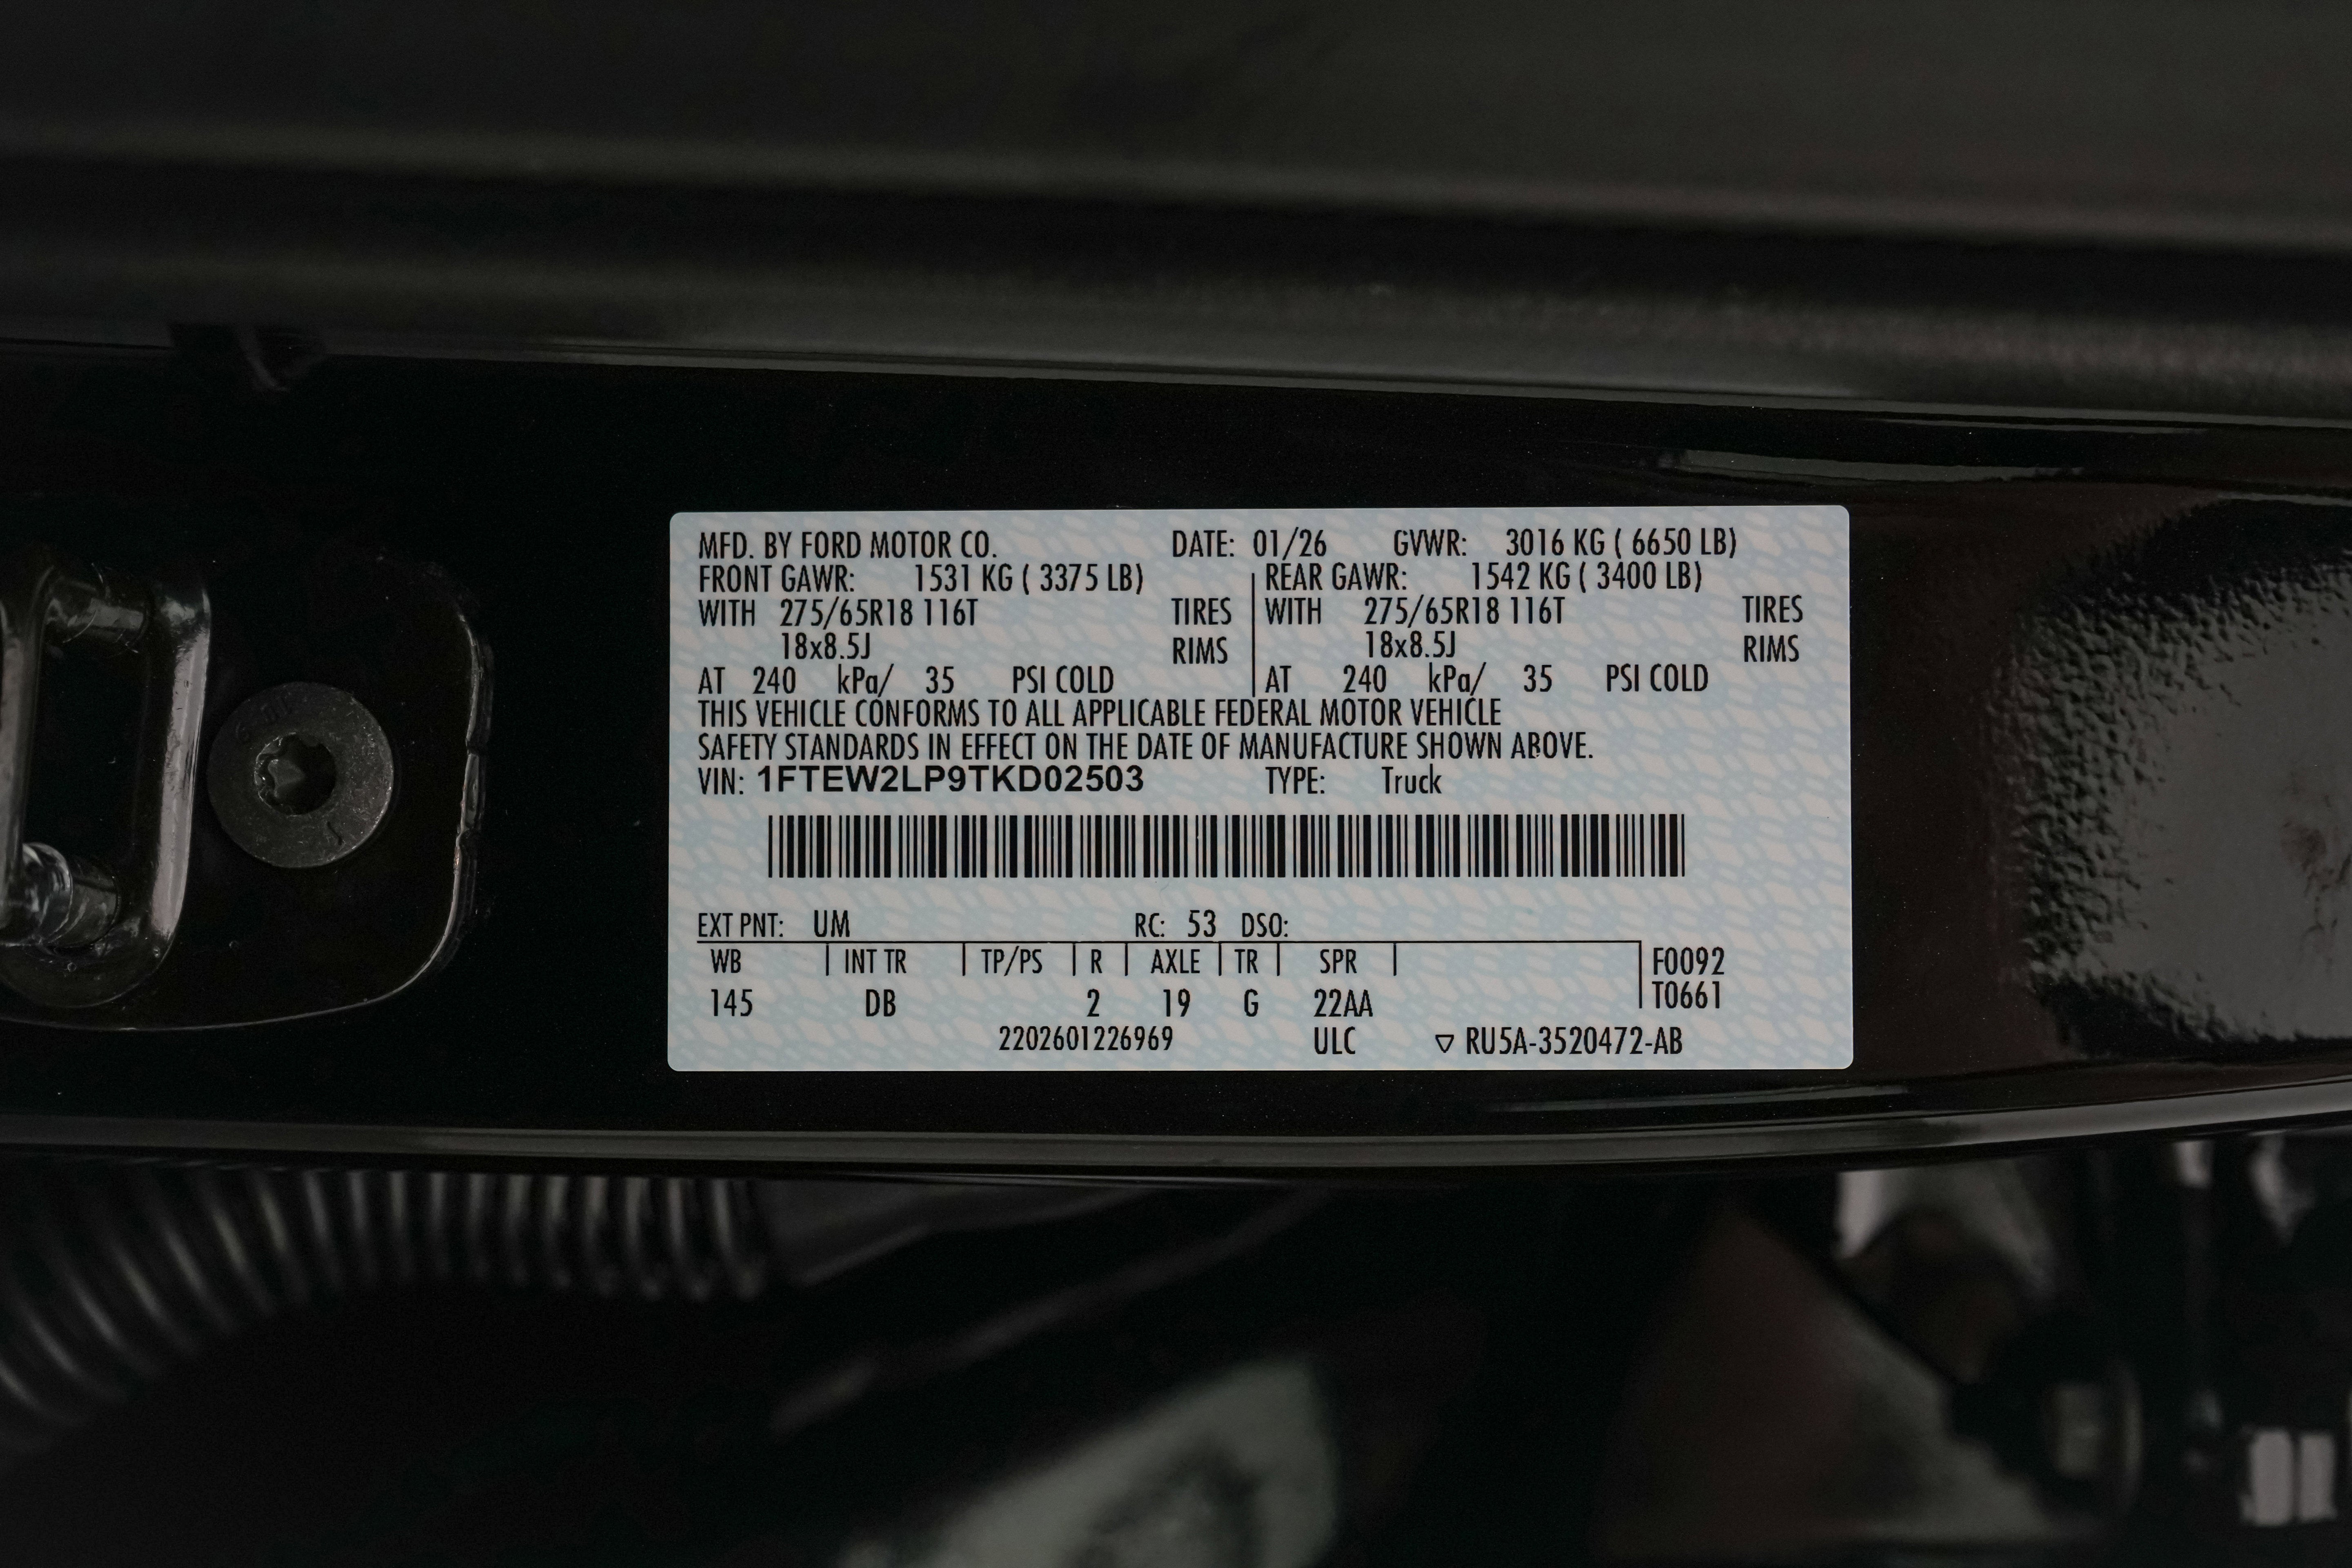 MFD. BY FORD MOTOR CO. DATE: 01/26 GVWR: 3016 KG ( 6650 LB)
FRONT GAWR: 1531 KG ( 3375 LB) REAR GAWR: 1542 KG ( 3400 LB)
WITH 275/65R18 116T TIRES WITH 275/65R18 116T TIRES
18x8.5J RIMS 18x8.5J RIMS
AT 240 kPa/ 35 PSI COLD AT 240 kPa/ 35 PSI COLD
THIS VEHICLE CONFORMS TO ALL APPLICABLE FEDERAL MOTOR VEHICLE
SAFETY STANDARDS IN EFFECT ON THE DATE OF MANUFACTURE SHOWN ABOVE.
VIN: 1FTEW2LP9TKD02503 TYPE: Truck
EXT PNT: UM RC: 53 DSO:
WB INT TR TP/PS R AXLE TR SPR F0092
145 DB 2 19 G 22AA T0661
2202601226969 ULC ▽ RU5A-3520472-AB